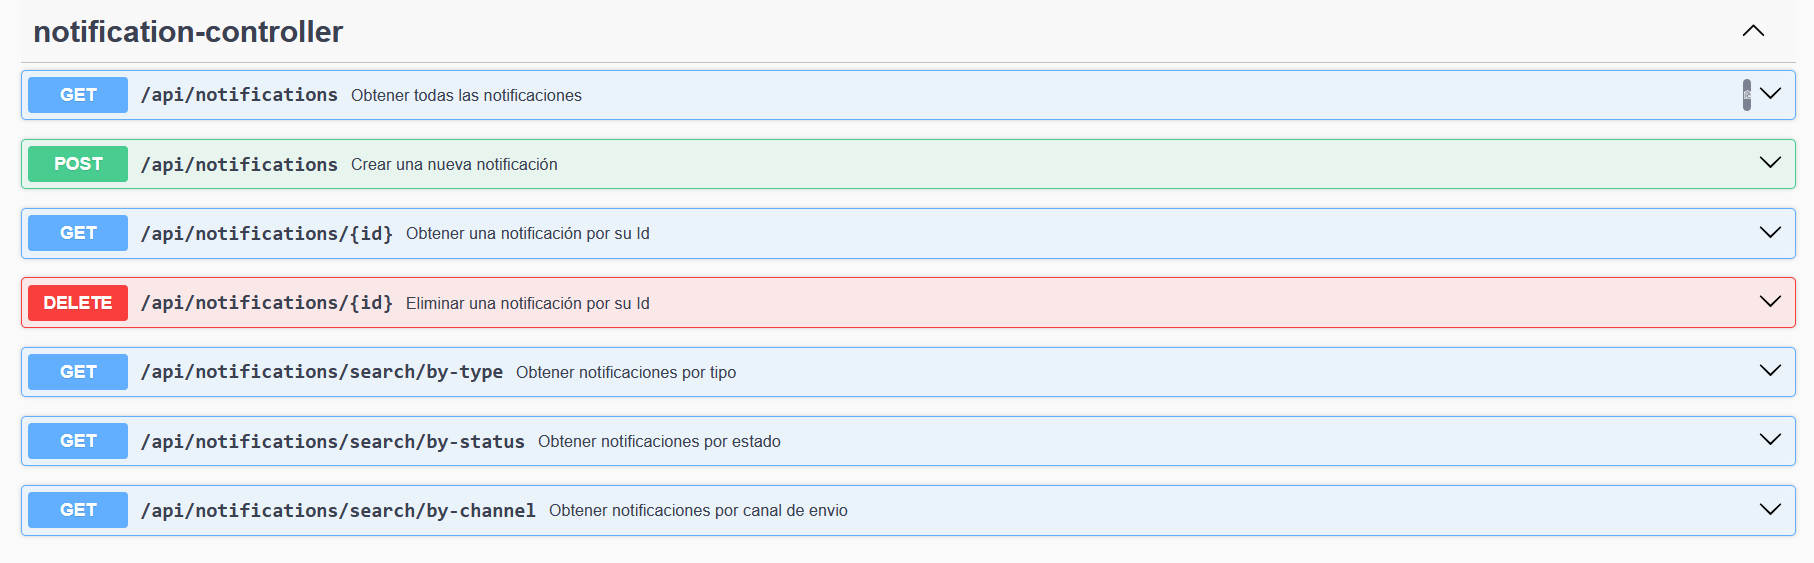 notification-controller
GET /api/notifications Obtener todas las notificaciones
POST /api/notifications Crear una nueva notificación
GET /api/notifications/{id} Obtener una notificación por su Id
DELETE /api/notifications/{id} Eliminar una notificación por su Id
GET /api/notifications/search/by-type Obtener notificaciones por tipo
GET /api/notifications/search/by-status Obtener notificaciones por estado
GET /api/notifications/search/by-channel Obtener notificaciones por canal de envio